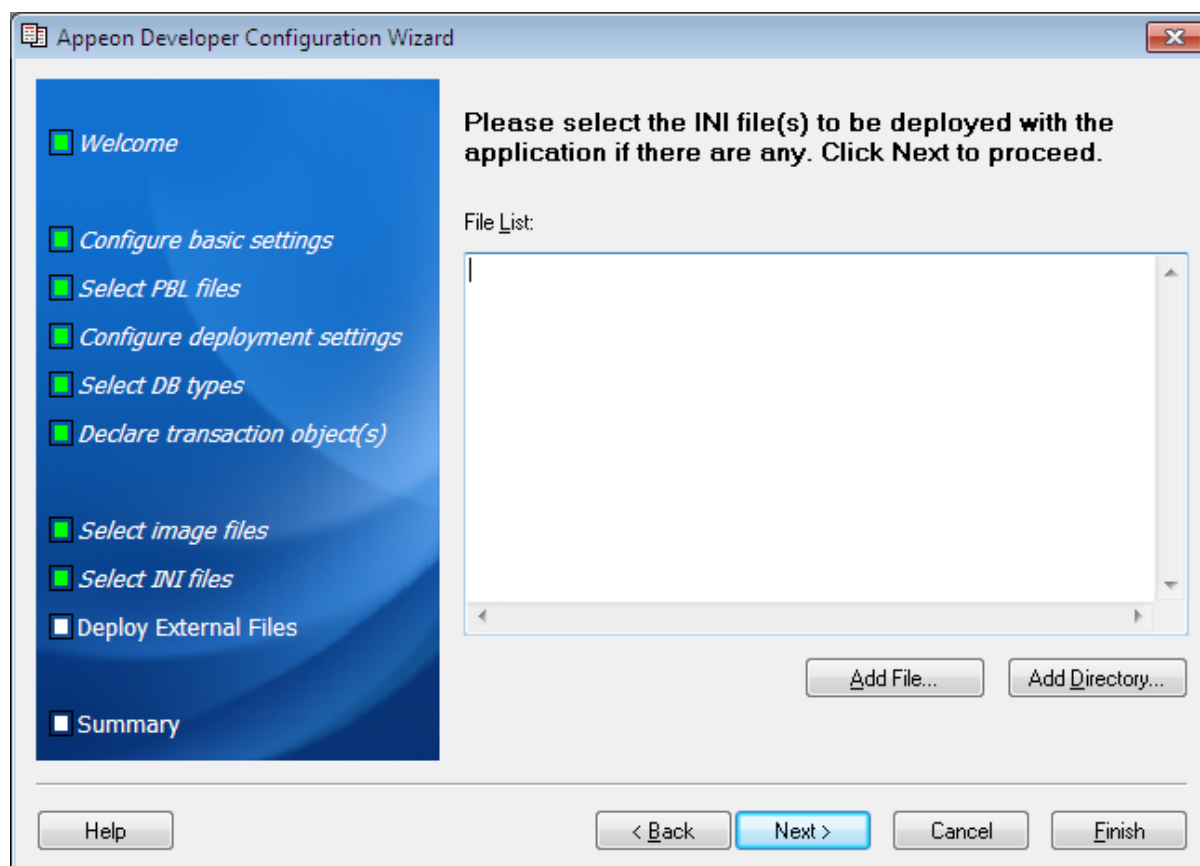 Appeon Developer Configuration Wizard
Welcome
Configure basic settings
Select PBL files
Configure deployment settings
Select DB types
Declare transaction object(s)
Select image files
Select INI files
Deploy External Files
Summary
Please select the INI file(s) to be deployed with the
application if there are any. Click Next to proceed.
File List:
Add File...
Add Directory...
Help
< Back
Next >
Cancel
Finish